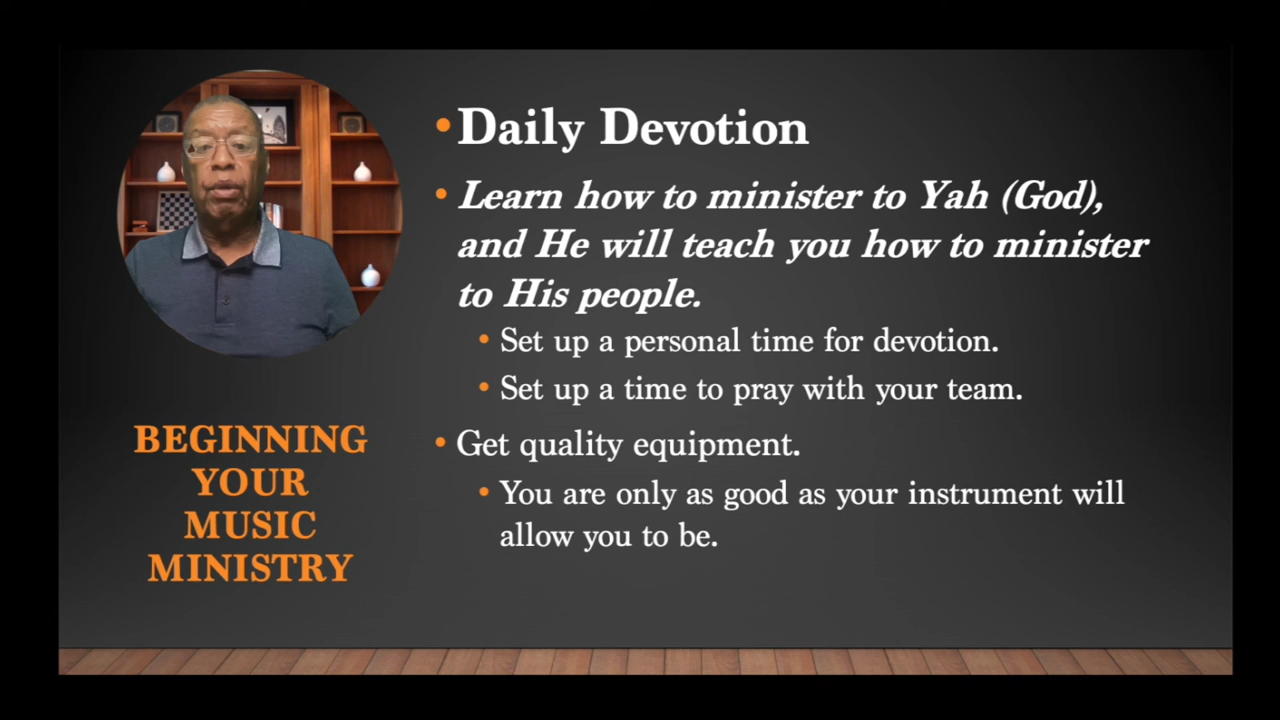 •Daily Devotion
• Learn how to minister to Yah (God),
and He will teach you how to minister
to His people.
• Set up a personal time for devotion.
• Set up a time to pray with your team.
• Get quality equipment.
• You are only as good as your instrument will
allow you to be.
BEGINNING
YOUR
MUSIC
MINISTRY